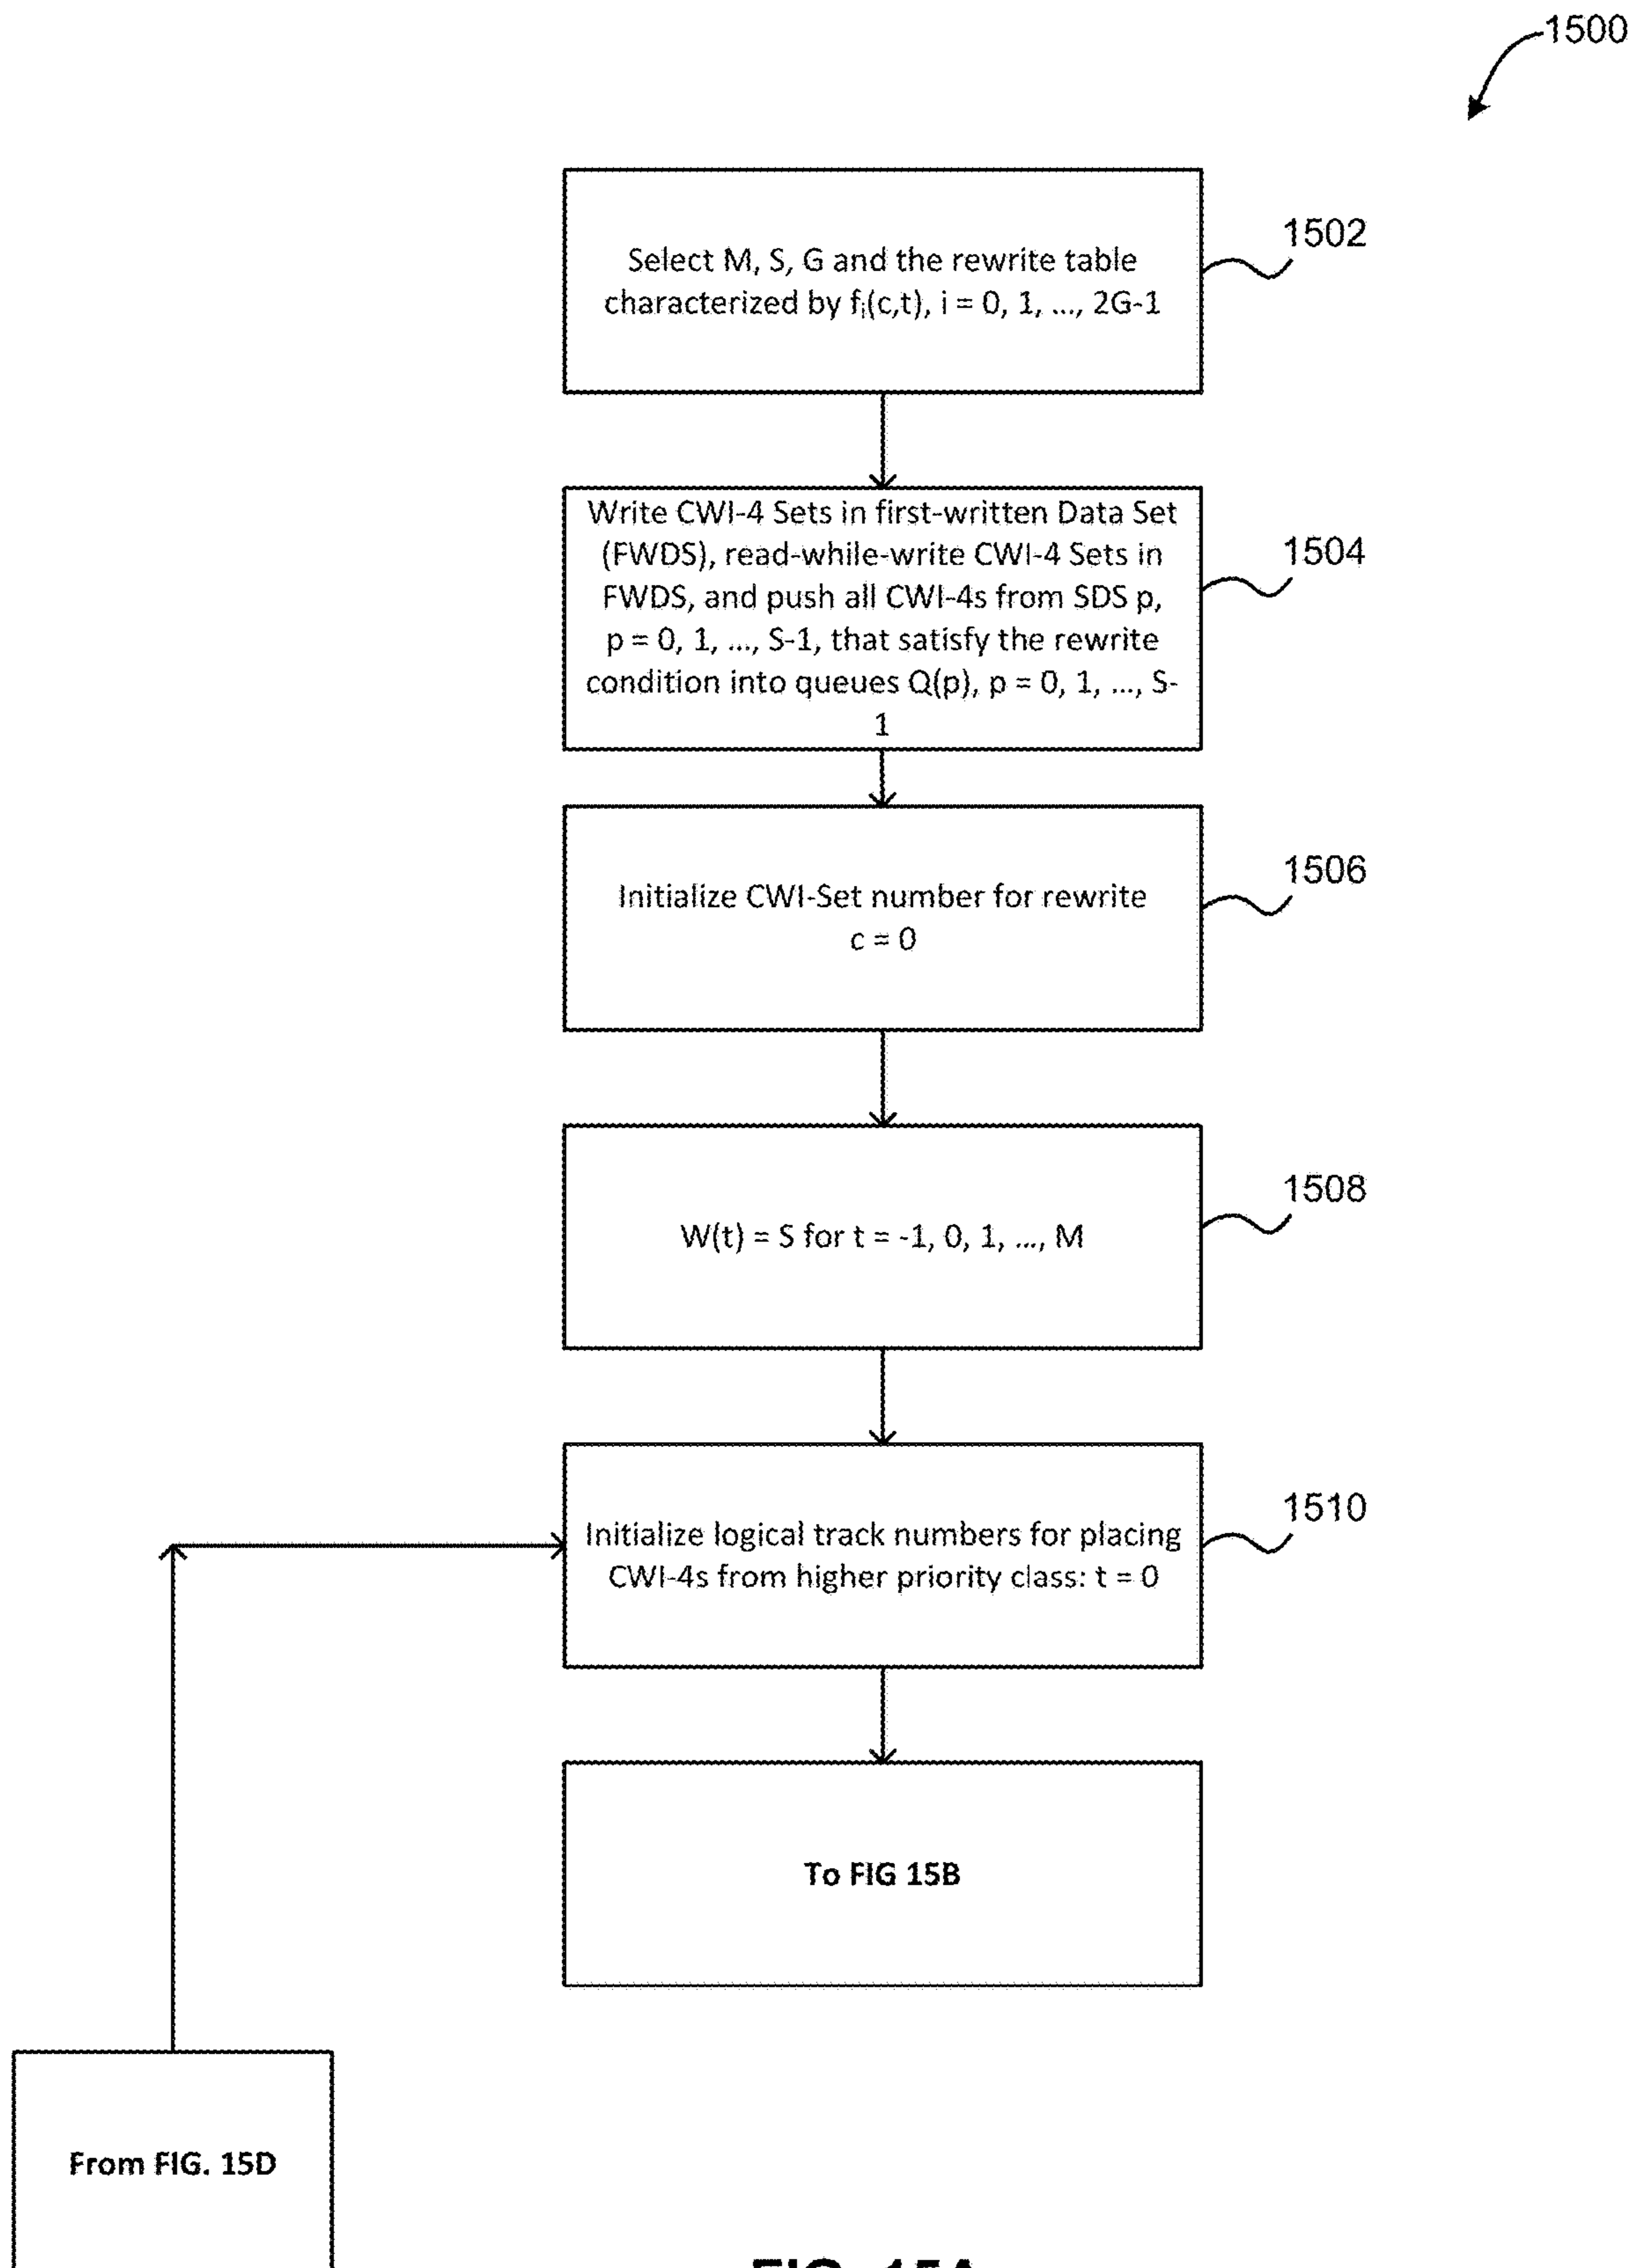 1500
Select M, S, G and the rewrite table
characterized by fi(c,t), i = 0, 1, ..., 2G-1
1502
Write CWI-4 Sets in first-written Data Set
(FWDS), read-while-write CWI-4 Sets in
FWDS, and push all CWI-4s from SDS p,
p = 0, 1, ..., S-1, that satisfy the rewrite
condition into queues Q(p), p = 0, 1, ..., S-
1
1504
Initialize CWI-Set number for rewrite
c = 0
1506
W(t) = S for t = -1, 0, 1, ..., M
1508
Initialize logical track numbers for placing
CWI-4s from higher priority class: t = 0
1510
To FIG 15B
From FIG. 15D
FIG. 15A